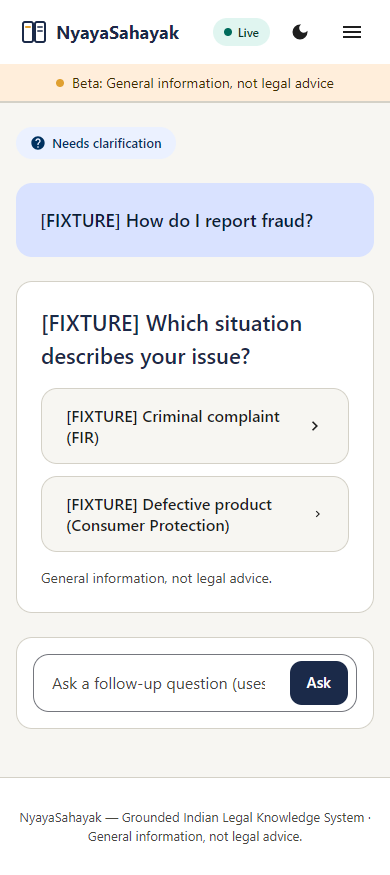 NyayaSahayak
Live
Beta: General information, not legal advice
Needs clarification
[FIXTURE] How do I report fraud?
[FIXTURE] Which situation
describes your issue?
[FIXTURE] Criminal complaint
(FIR)
[FIXTURE] Defective product
(Consumer Protection)
General information, not legal advice.
Ask a follow-up question (uses
Ask
NyayaSahayak — Grounded Indian Legal Knowledge System ·
General information, not legal advice.